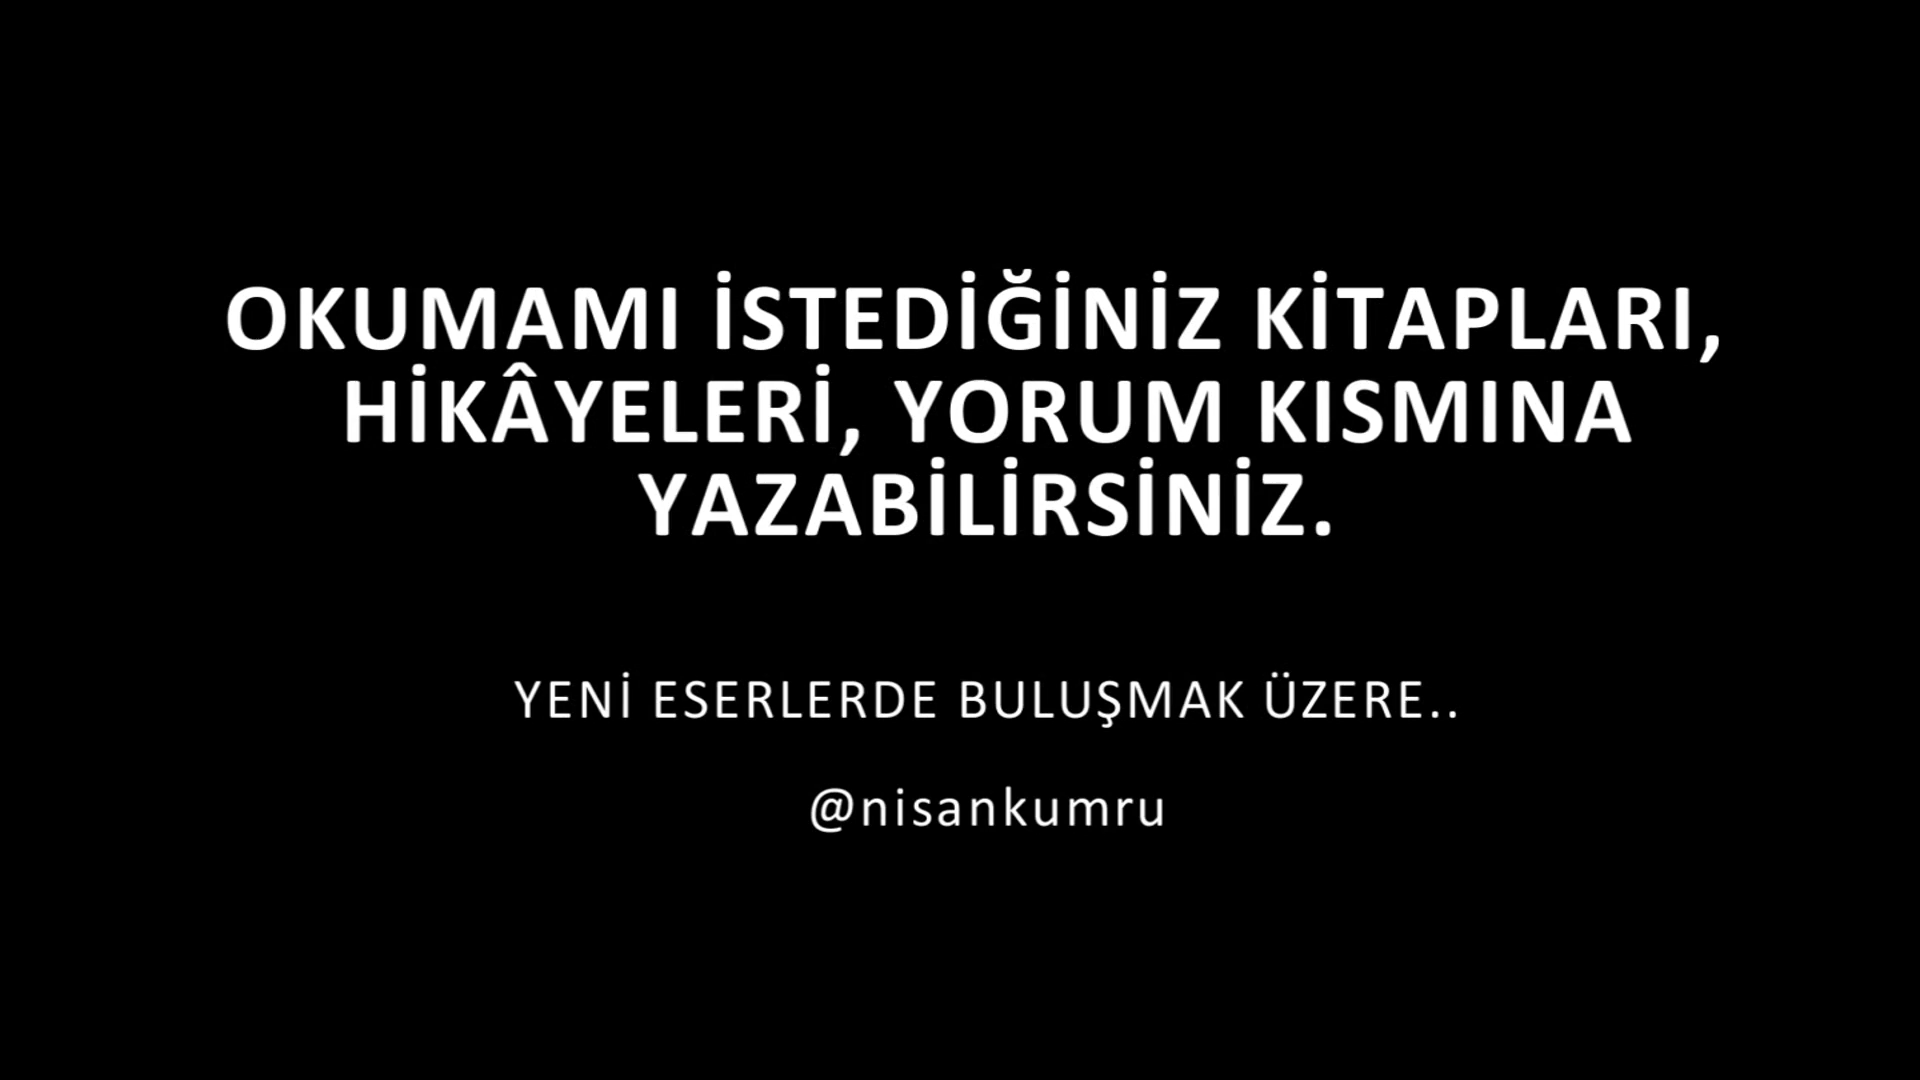 OKUMAMI İSTEDİĞİNİZ KİTAPLARI,
HİKÂYELERİ, YORUM KISMINA
YAZABİLİRSİNİZ.
YENİ ESERLERDE BULUŞMAK ÜZERE..
@nisankumru